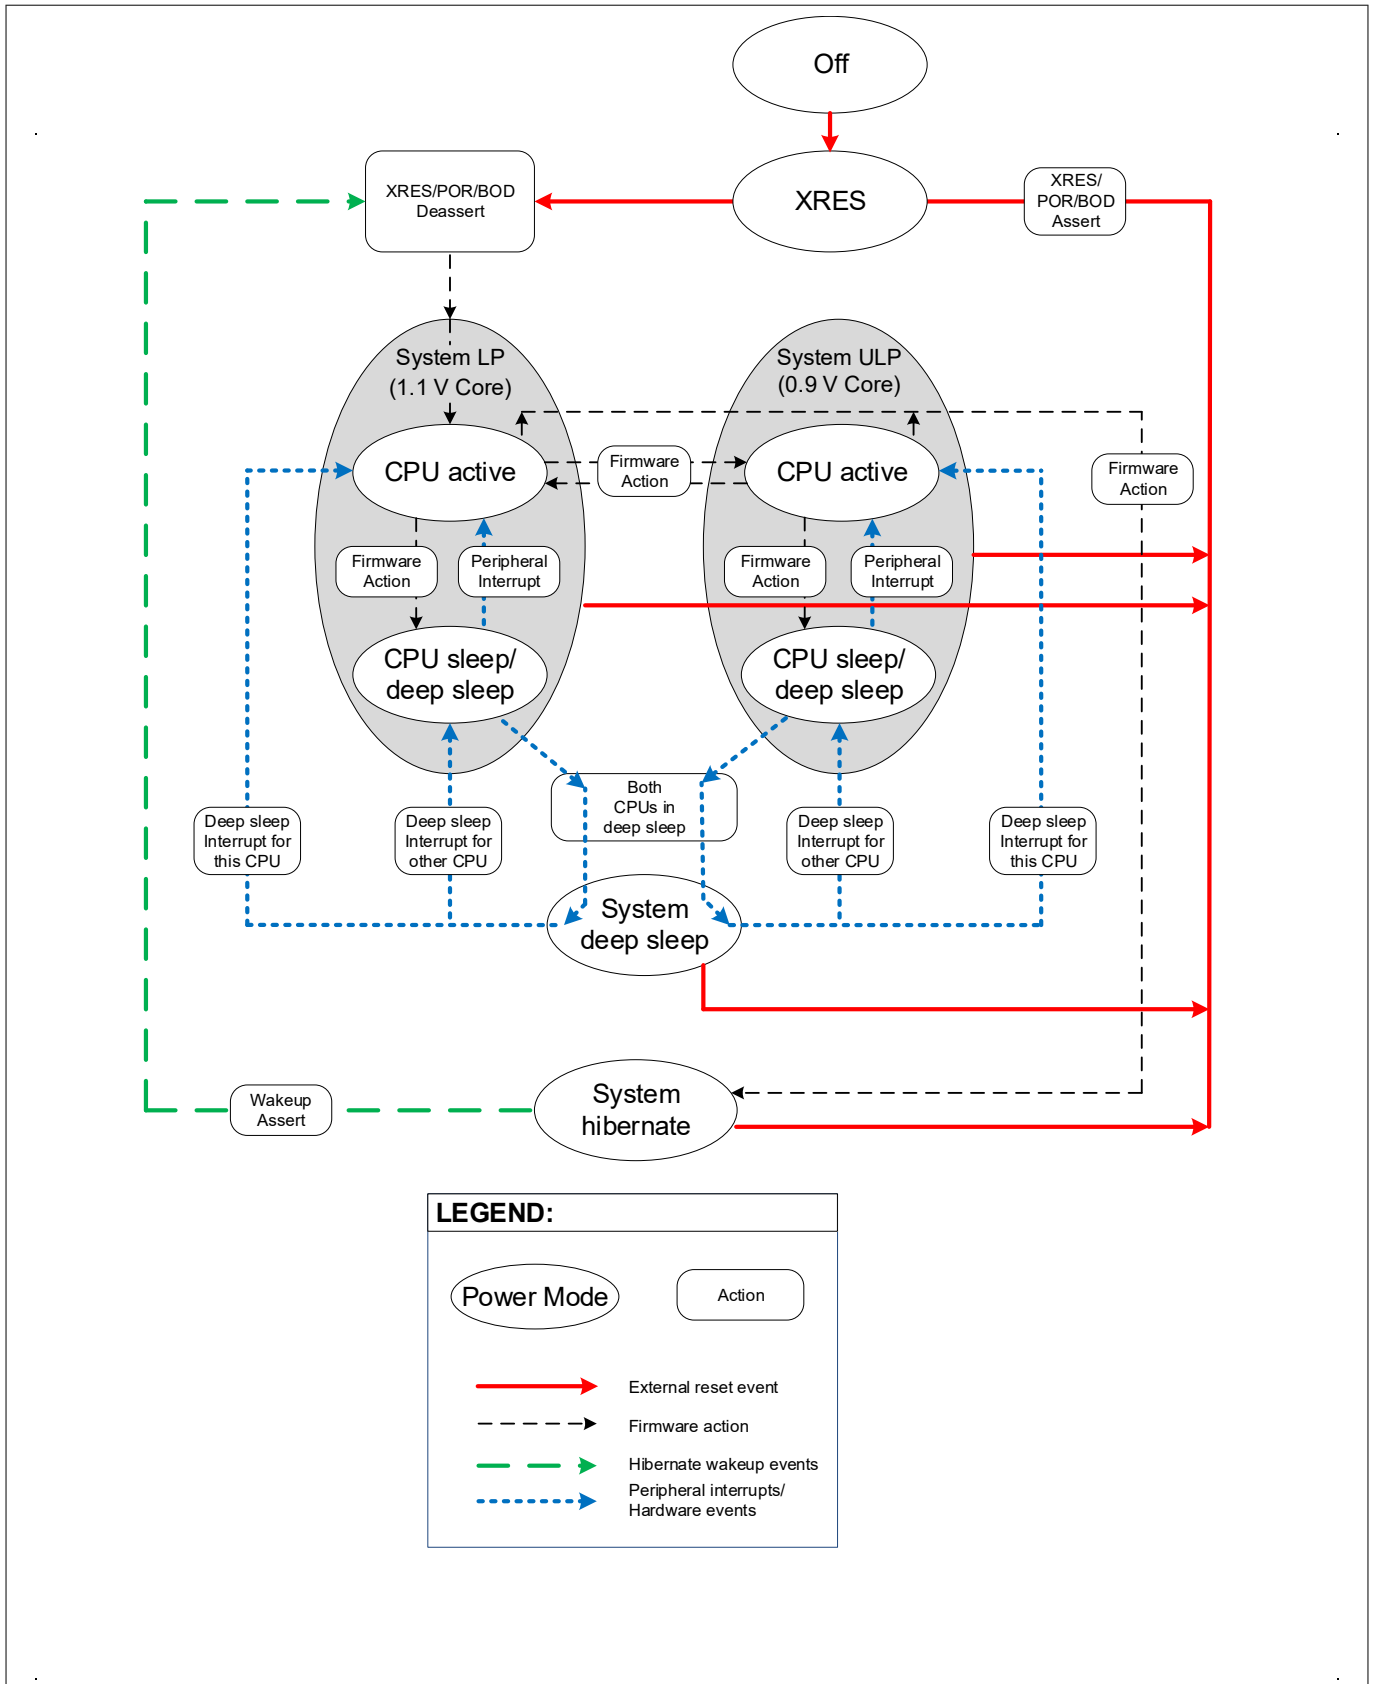 Off
XRES/POR/BOD
Deassert
XRES
XRES/
POR/BOD
Assert
System LP
(1.1 V Core)
System ULP
(0.9 V Core)
CPU active
Firmware
Action
CPU active
Firmware
Action
Firmware
Action
Peripheral
Interrupt
Firmware
Action
Peripheral
Interrupt
CPU sleep/
deep sleep
CPU sleep/
deep sleep
Both
CPUs in
deep sleep
Deep sleep
Interrupt for
this CPU
Deep sleep
Interrupt for
other CPU
Deep sleep
Interrupt for
other CPU
Deep sleep
Interrupt for
this CPU
System
deep sleep
System
hibernate
Wakeup
Assert
LEGEND:
Power Mode
Action
External reset event
Firmware action
Hibernate wakeup events
Peripheral interrupts/
Hardware events